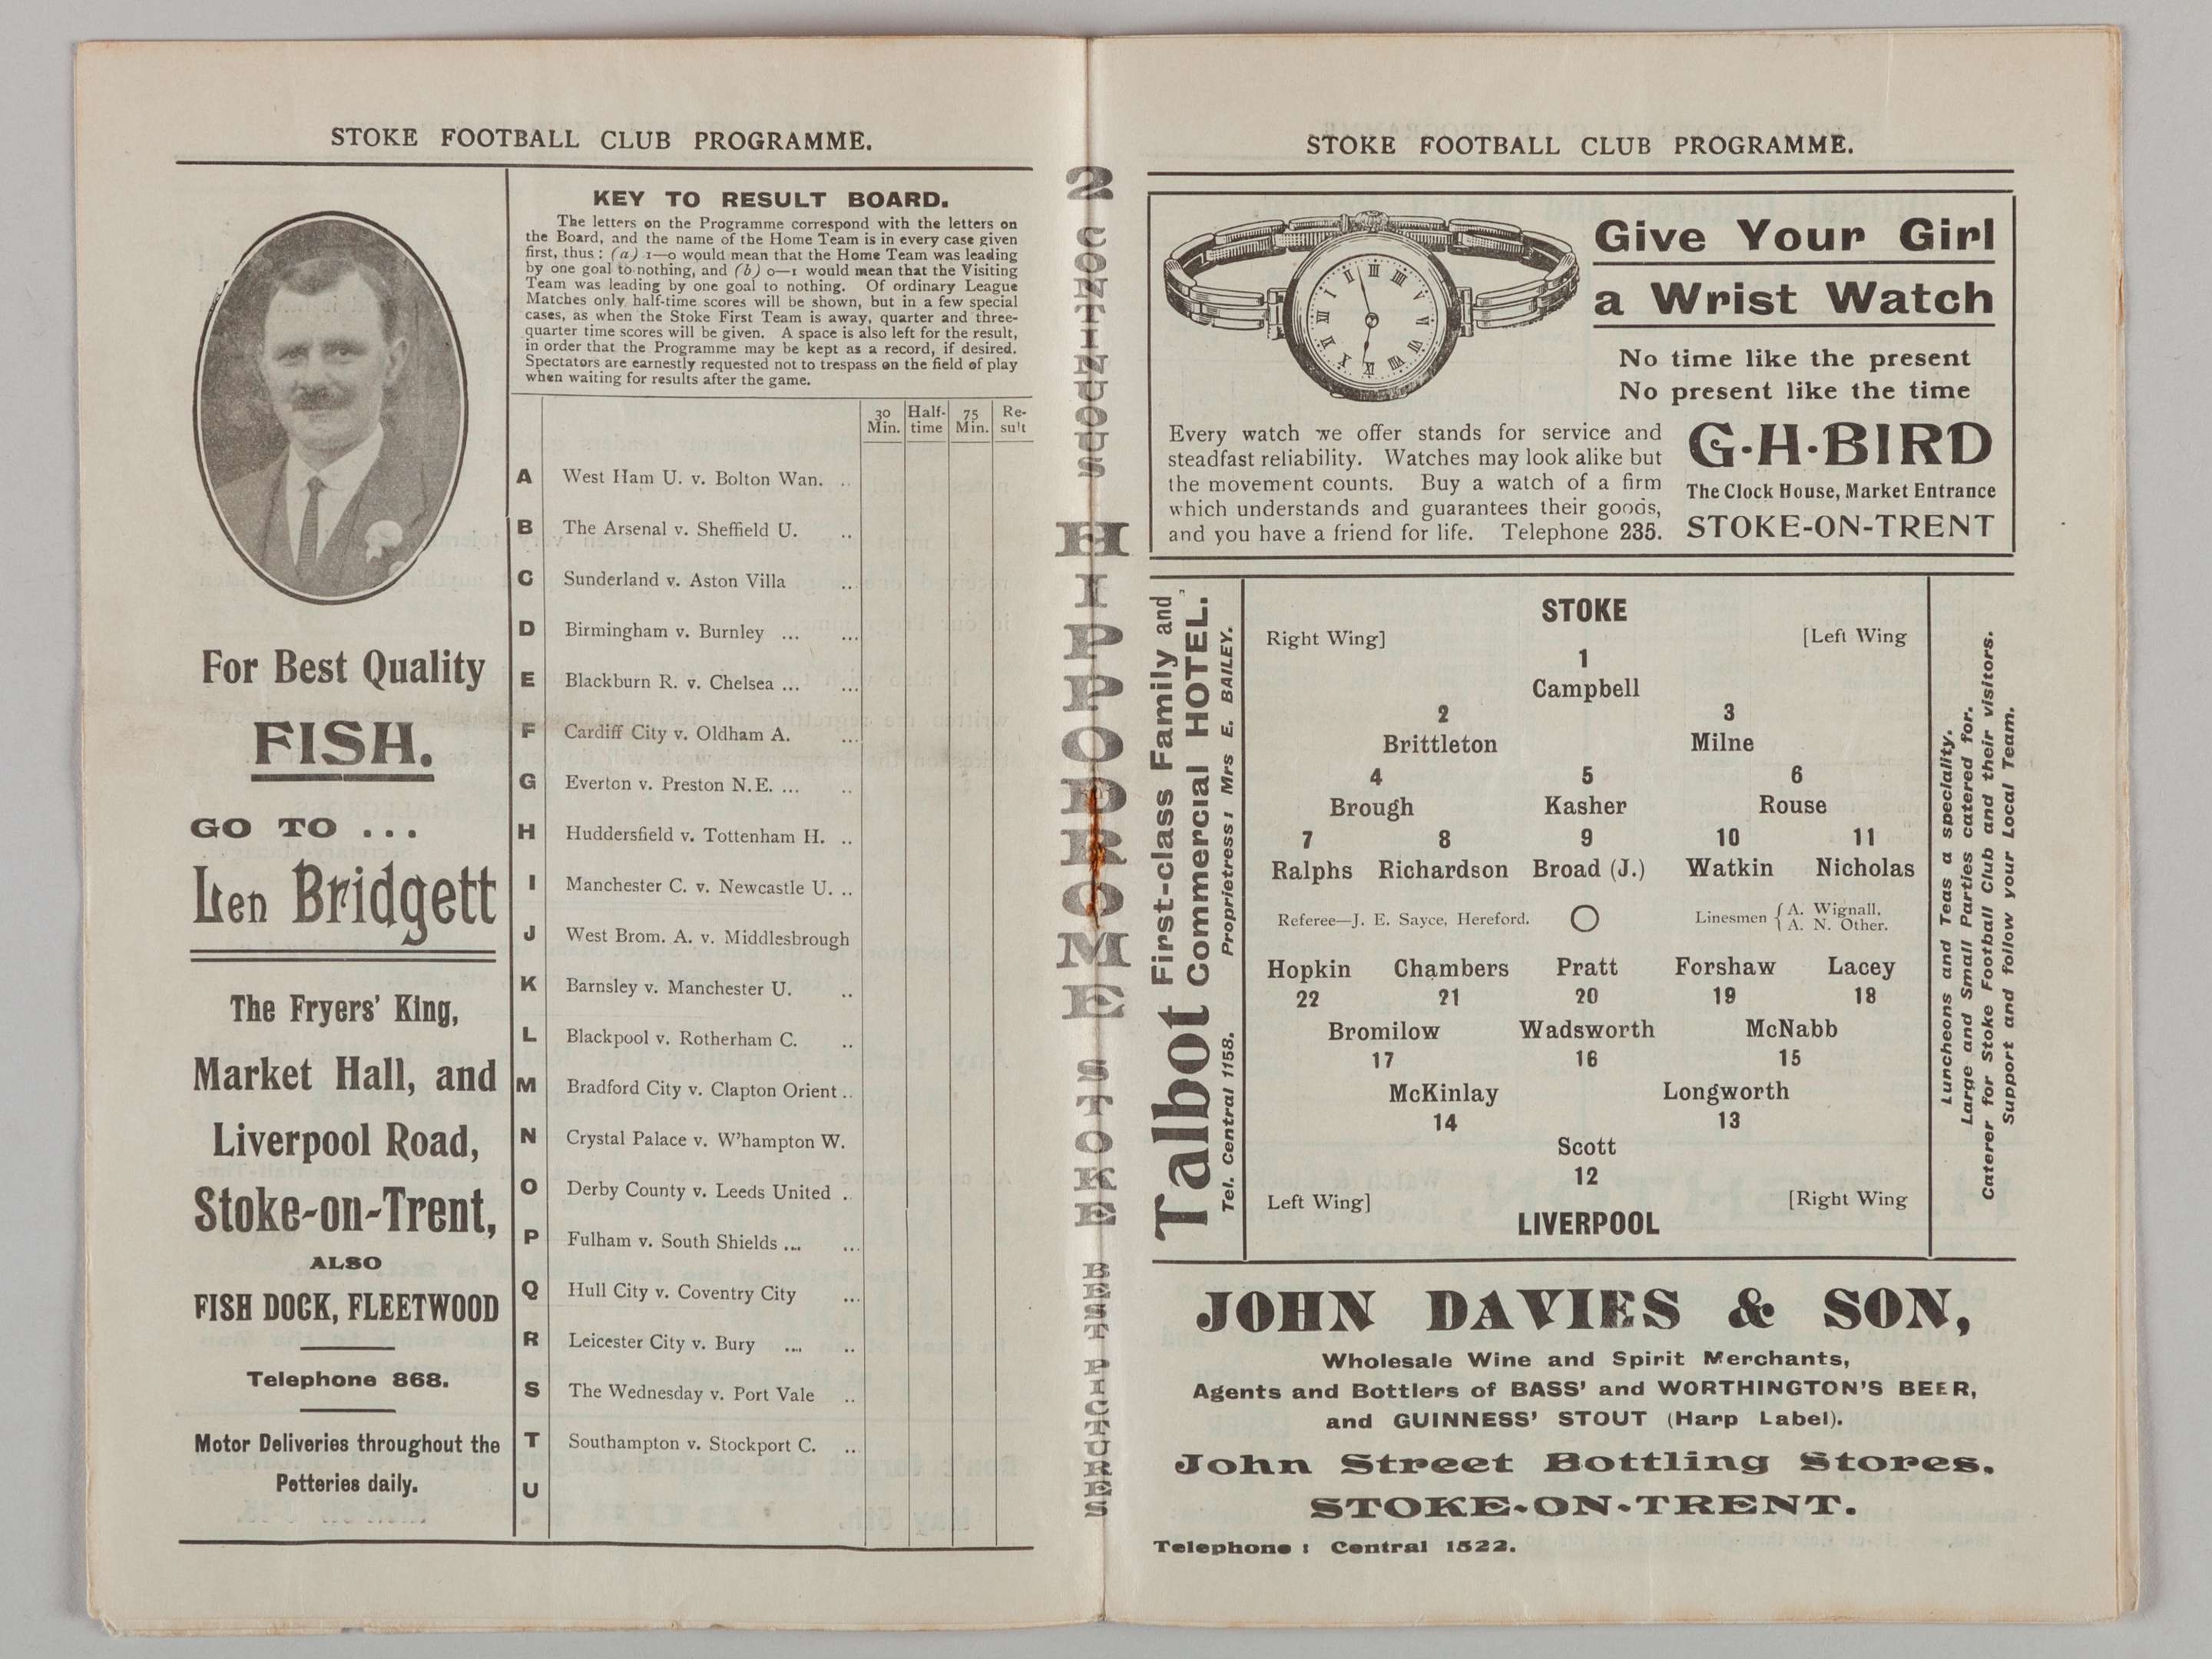 STOKE FOOTBALL CLUB PROGRAMME.
For Best Quality
FISH.
GO TO ...
Len Bridgett
The Fryers' King,
Market Hall, and
Liverpool Road,
Stoke-on-Trent,
ALSO
FISH DOCK, FLEETWOOD
Telephone 868.
Motor Deliveries throughout the
Potteries daily.
KEY TO RESULT BOARD.
The letters on the Programme correspond with the letters on
the Board, and the name of the Home Team is in every case given
first, thus: (a) 1—0 would mean that the Home Team was leading
by one goal to nothing, and (b) 0—1 would mean that the Visiting
Team was leading by one goal to nothing. Of ordinary League
Matches only half-time scores will be shown, but in a few special
cases, as when the Stoke First Team is away, quarter and three-
quarter time scores will be given. A space is also left for the result,
in order that the Programme may be kept as a record, if desired.
Spectators are earnestly requested not to trespass on the field of play
when waiting for results after the game.
30 Min. Half-time 75 Min. Re-sult
A West Ham U. v. Bolton Wan. ..
B The Arsenal v. Sheffield U. ..
C Sunderland v. Aston Villa ..
D Birmingham v. Burnley ... ...
E Blackburn R. v. Chelsea ... ...
F Cardiff City v. Oldham A. ...
G Everton v. Preston N.E. ... ..
H Huddersfield v. Tottenham H. ..
I Manchester C. v. Newcastle U. ..
J West Brom. A. v. Middlesbrough
K Barnsley v. Manchester U. ..
L Blackpool v. Rotherham C. ..
M Bradford City v. Clapton Orient ..
N Crystal Palace v. W'hampton W.
O Derby County v. Leeds United .
P Fulham v. South Shields ... ...
Q Hull City v. Coventry City ...
R Leicester City v. Bury ... ..
S The Wednesday v. Port Vale ..
T Southampton v. Stockport C. ..
U
2 CONTINUOUS HIPPODROME STOKE BEST PICTURES
STOKE FOOTBALL CLUB PROGRAMME.
Give Your Girl
a Wrist Watch
No time like the present
No present like the time
Every watch we offer stands for service and
steadfast reliability. Watches may look alike but
the movement counts. Buy a watch of a firm
which understands and guarantees their goods,
and you have a friend for life. Telephone 235.
G·H·BIRD
The Clock House, Market Entrance
STOKE-ON-TRENT
Talbot First-class Family and
Commercial HOTEL.
Tel. Central 1158. Proprietress: Mrs E. BAILEY.
STOKE
Right Wing] [Left Wing
1
Campbell
2 3
Brittleton Milne
4 5 6
Brough Kasher Rouse
7 8 9 10 11
Ralphs Richardson Broad (J.) Watkin Nicholas
Referee—J. E. Sayce, Hereford. Linesmen { A. Wignall,
A. N. Other.
Hopkin Chambers Pratt Forshaw Lacey
22 21 20 19 18
Bromilow Wadsworth McNabb
17 16 15
McKinlay Longworth
14 13
Scott
12
Left Wing] [Right Wing
LIVERPOOL
Luncheons and Teas a speciality.
Large and Small Parties catered for.
Caterer for Stoke Football Club and their visitors.
Support and follow your Local Team.
JOHN DAVIES & SON,
Wholesale Wine and Spirit Merchants,
Agents and Bottlers of BASS' and WORTHINGTON'S BEER,
and GUINNESS' STOUT (Harp Label).
John Street Bottling Stores.
STOKE-ON-TRENT.
Telephone: Central 1522.